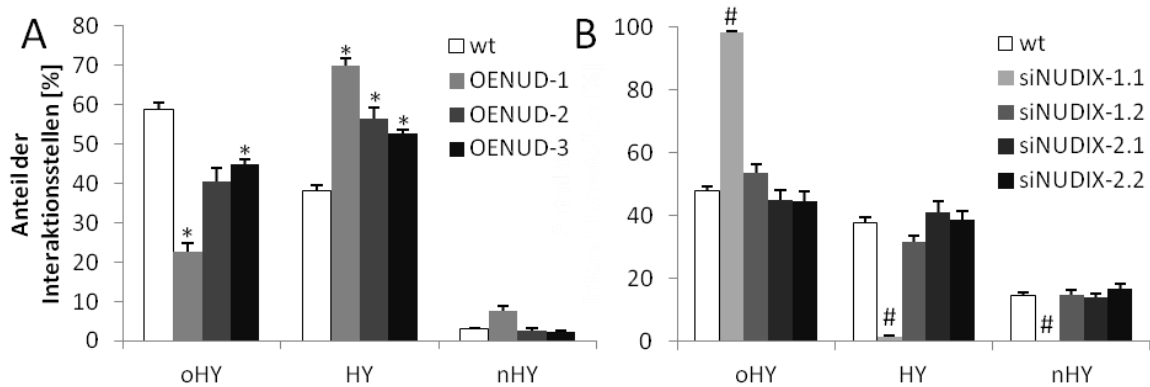 A
Anteil der
Interaktionsstellen [%]
80
70
60
50
40
30
20
10
0
*
*
*
*
*
wt
OENUD-1
OENUD-2
OENUD-3
oHY
HY
nHY
B
100
80
60
40
20
0
#
#
#
wt
siNUDIX-1.1
siNUDIX-1.2
siNUDIX-2.1
siNUDIX-2.2
oHY
HY
nHY